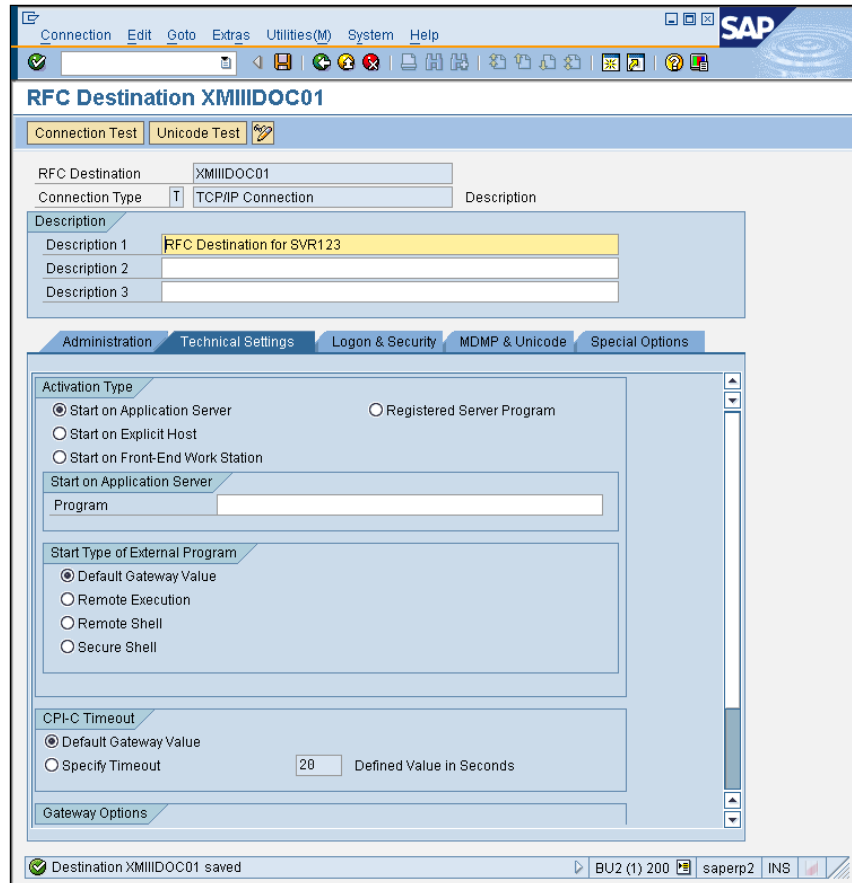 Connection Edit Goto Extras Utilities(M) System Help
SAP
RFC Destination XMIIIDOC01
Connection Test Unicode Test
RFC Destination XMIIIDOC01
Connection Type T TCP/IP Connection Description
Description
Description 1 RFC Destination for SVR123
Description 2
Description 3
Administration Technical Settings Logon & Security MDMP & Unicode Special Options
Activation Type
Start on Application Server Registered Server Program
Start on Explicit Host
Start on Front-End Work Station
Start on Application Server
Program
Start Type of External Program
Default Gateway Value
Remote Execution
Remote Shell
Secure Shell
CPI-C Timeout
Default Gateway Value
Specify Timeout 20 Defined Value in Seconds
Gateway Options
Destination XMIIIDOC01 saved BU2 (1) 200 saperp2 INS